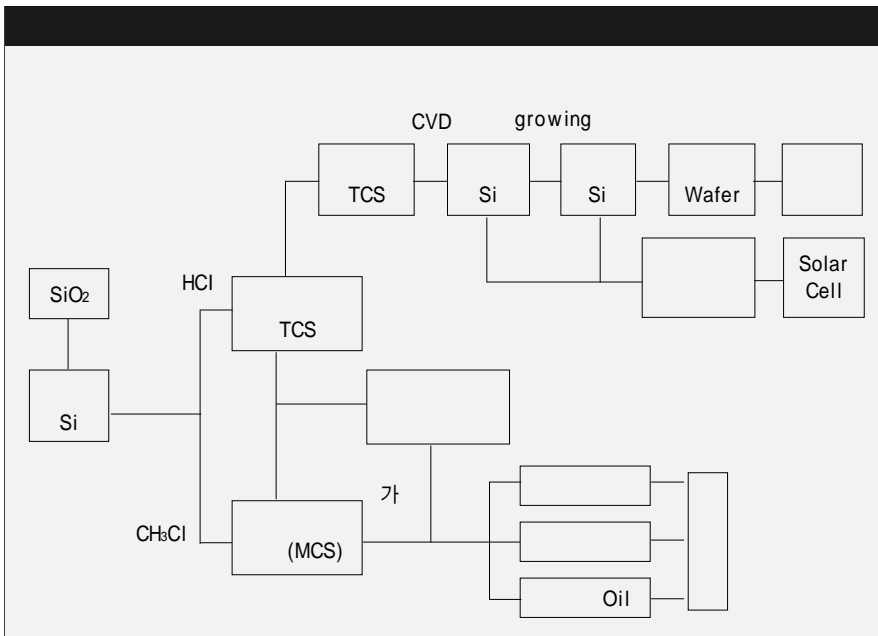 CVD growing
TCS Si Si Wafer
Solar
Cell
HCl
SiO₂
TCS
Si
가
CH₃Cl
(MCS)
Oil